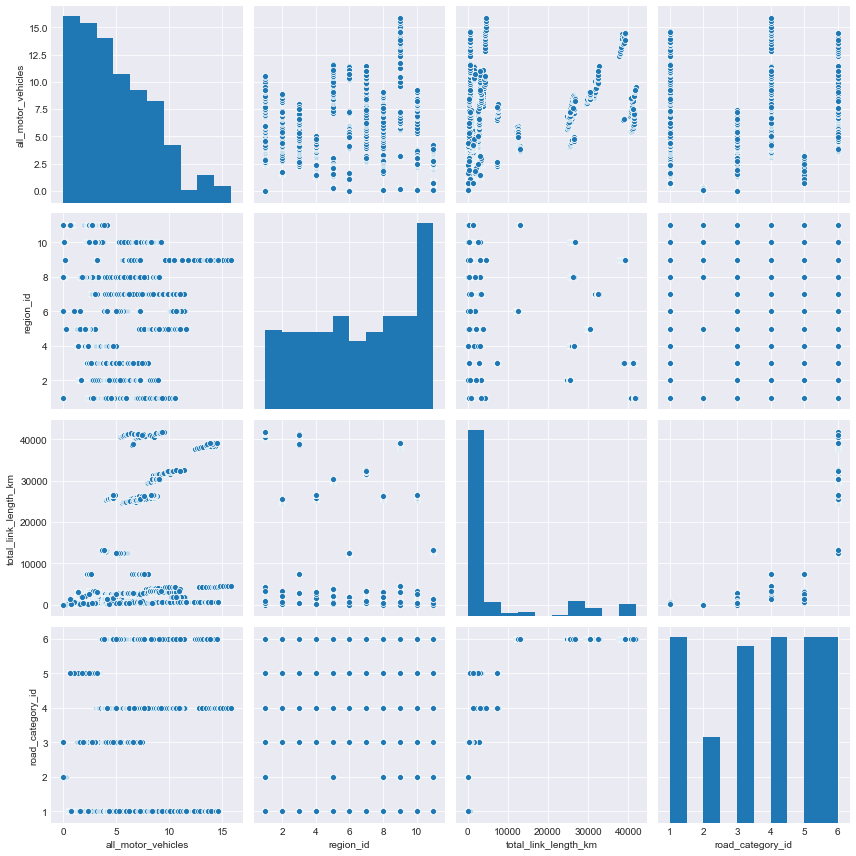 all_motor_vehicles
15.0
12.5
10.0
7.5
5.0
2.5
0.0
region_id
10
8
6
4
2
total_link_length_km
40000
30000
20000
10000
0
road_category_id
6
5
4
3
2
1
0 5 10 15
2 4 6 8 10
0 10000 20000 30000 40000
1 2 3 4 5 6
all_motor_vehicles region_id total_link_length_km road_category_id